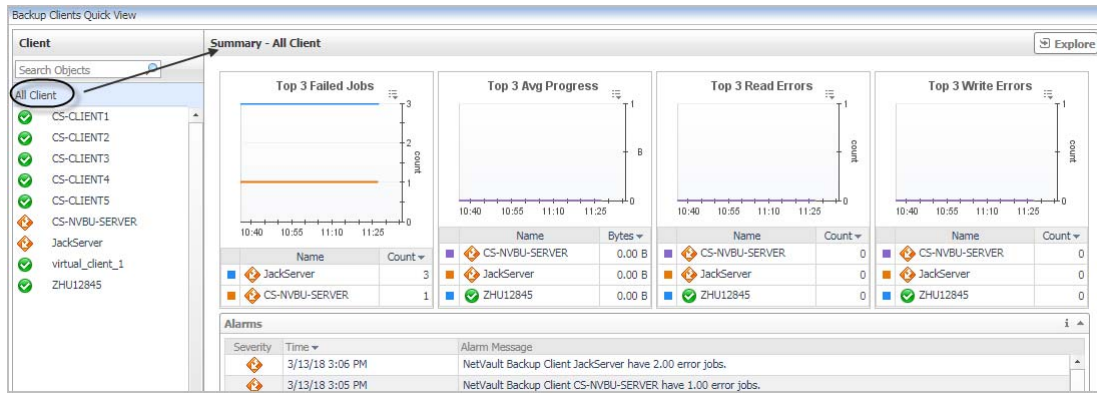 Backup Clients Quick View
Client
Search Objects
All Client
CS-CLIENT1
CS-CLIENT2
CS-CLIENT3
CS-CLIENT4
CS-CLIENT5
CS-NVBU-SERVER
JackServer
virtual_client_1
ZHU12845
Summary - All Client
Explore
Top 3 Failed Jobs
3
2
1
0
count
10:40 10:55 11:10 11:25
Name Count
JackServer 3
CS-NVBU-SERVER 1
Top 3 Avg Progress
1
B
0
10:40 10:55 11:10 11:25
Name Bytes
CS-NVBU-SERVER 0.00 B
JackServer 0.00 B
ZHU12845 0.00 B
Top 3 Read Errors
1
count
0
10:40 10:55 11:10 11:25
Name Count
CS-NVBU-SERVER 0
JackServer 0
ZHU12845 0
Top 3 Write Errors
1
count
0
10:40 10:55 11:10 11:25
Name Count
CS-NVBU-SERVER 0
JackServer 0
ZHU12845 0
Alarms
i
Severity Time Alarm Message
3/13/18 3:06 PM NetVault Backup Client JackServer have 2.00 error jobs.
3/13/18 3:05 PM NetVault Backup Client CS-NVBU-SERVER have 1.00 error jobs.